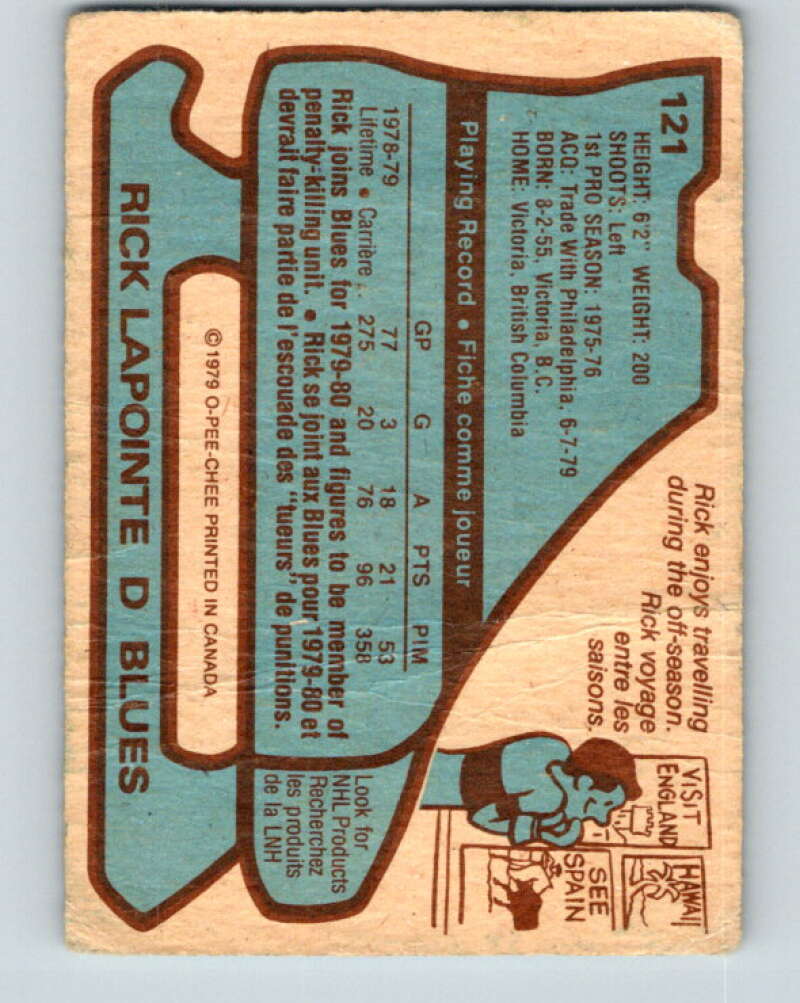 121
HEIGHT: 6'2" WEIGHT: 200
SHOOTS: Left
1st PRO SEASON: 1975-76
ACQ: Trade With Philadelphia, 6-7-79
BORN: 8-2-55, Victoria, B.C.
HOME: Victoria, British Columbia
Rick enjoys travelling
during the off-season.
Rick voyage
entre les
saisons.
VISIT
ENGLAND
HAWAII
SEE
SPAIN
Playing Record • Fiche comme joueur
GP G A PTS PIM
1978-79 77 3 18 21 53
Lifetime • Carrière 275 20 76 96 358
Rick joins Blues for 1979-80 and figures to be member of
penalty-killing unit. • Rick se joint aux Blues pour 1979-80 et
devrait faire partie de l'escouade des "tueurs" de punitions.
Look for
NHL Products
Recherchez
les produits
de la LNH
©1979 O-PEE-CHEE PRINTED IN CANADA
RICK LAPOINTE D BLUES